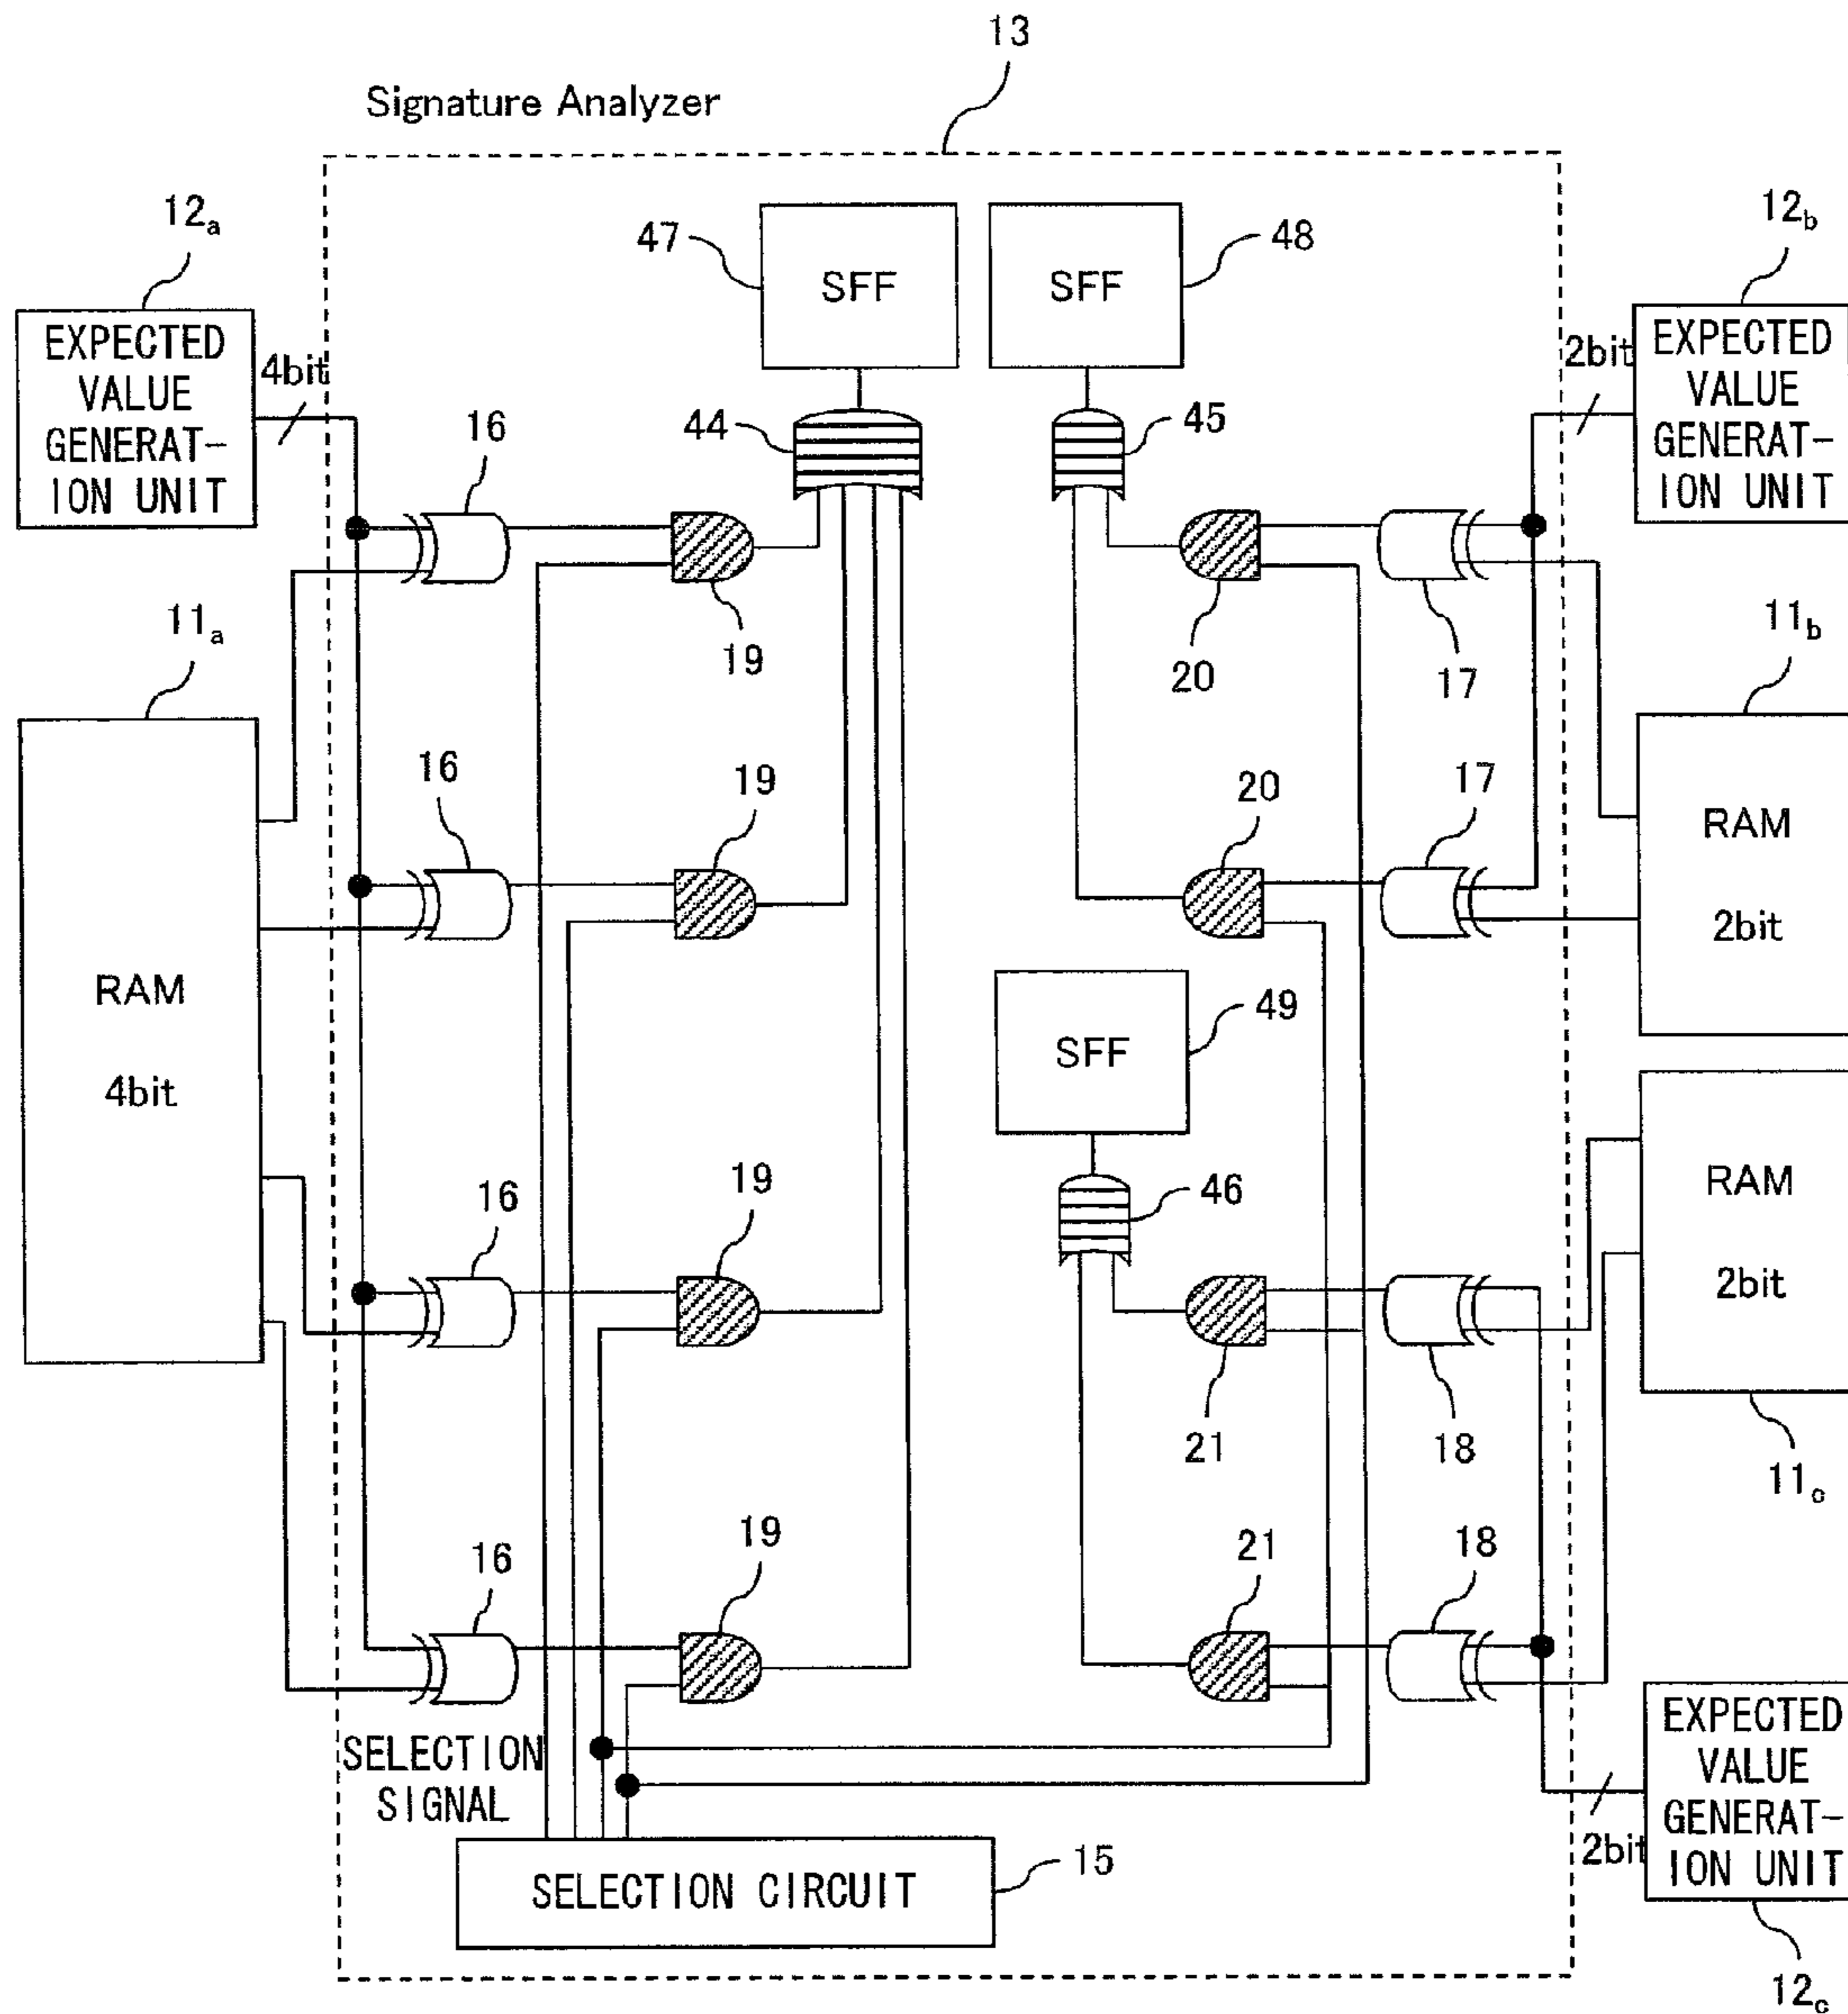 13
Signature Analyzer
12a
12b
47
SFF
SFF
48
EXPECTED
VALUE
GENERAT-
ION UNIT
4bit
2bit
EXPECTED
VALUE
GENERAT-
ION UNIT
44
45
16
19
20
17
11a
11b
16
19
20
17
RAM
4bit
RAM
2bit
SFF
49
46
16
19
21
18
RAM
2bit
11c
16
19
21
18
SELECTION
SIGNAL
SELECTION CIRCUIT
15
2bit
EXPECTED
VALUE
GENERAT-
ION UNIT
12c